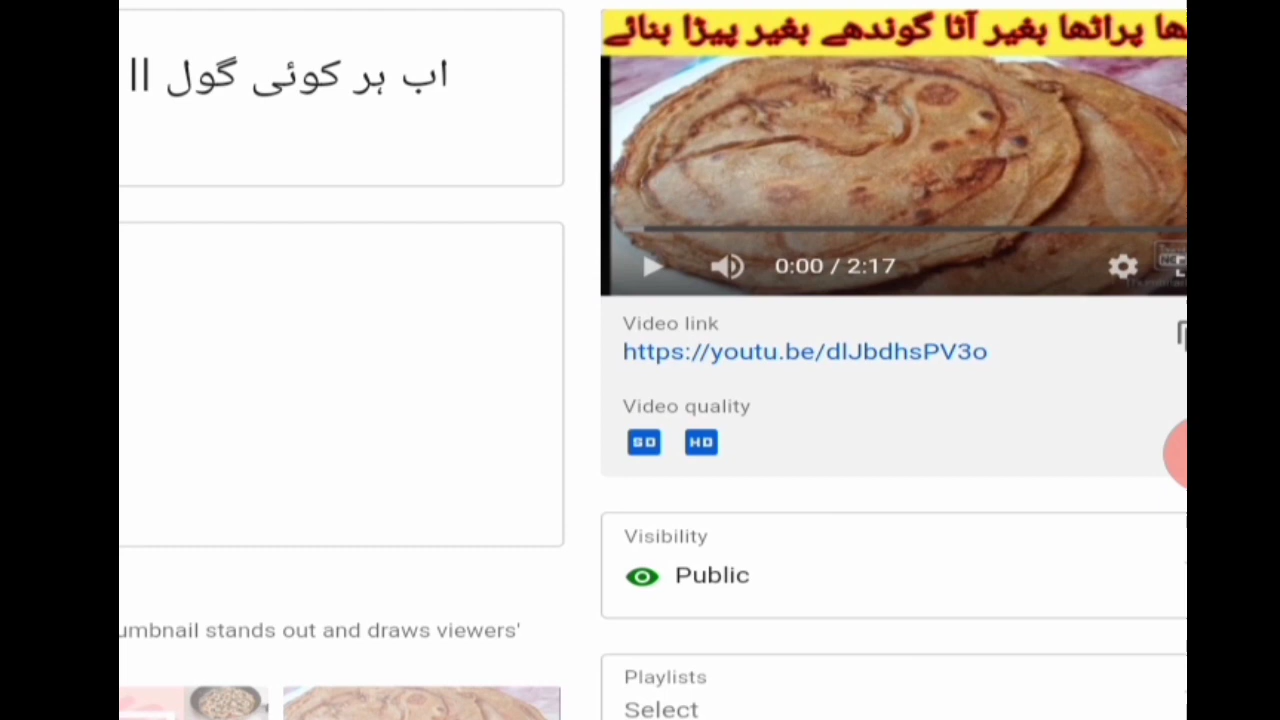 اب ہر کوئی گول ||
پراٹھا بغیر آٹا گوندھے بغیر پیڑا بنائے
0:00 / 2:17
Video link
https://youtu.be/dlJbdhsPV3o
Video quality
SD HD
Visibility
Public
umbnail stands out and draws viewers'
Playlists
Select